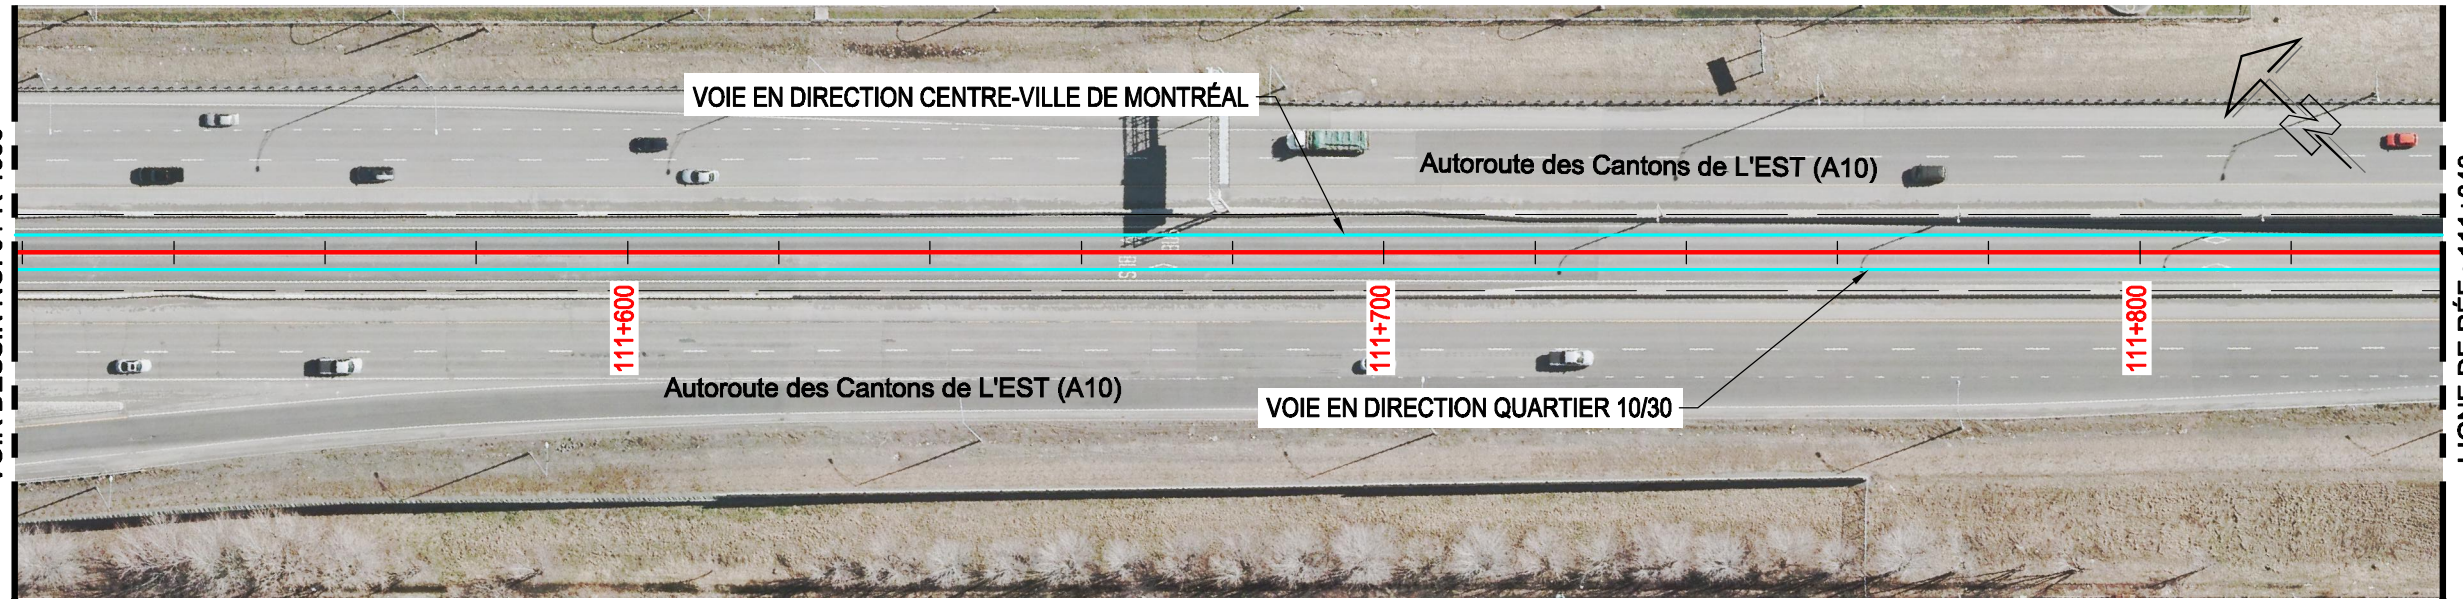 VOIE EN DIRECTION CENTRE-VILLE DE MONTRÉAL
Autoroute des Cantons de L'EST (A10)
111+600
111+700
111+800
Autoroute des Cantons de L'EST (A10)
VOIE EN DIRECTION QUARTIER 10/30
N